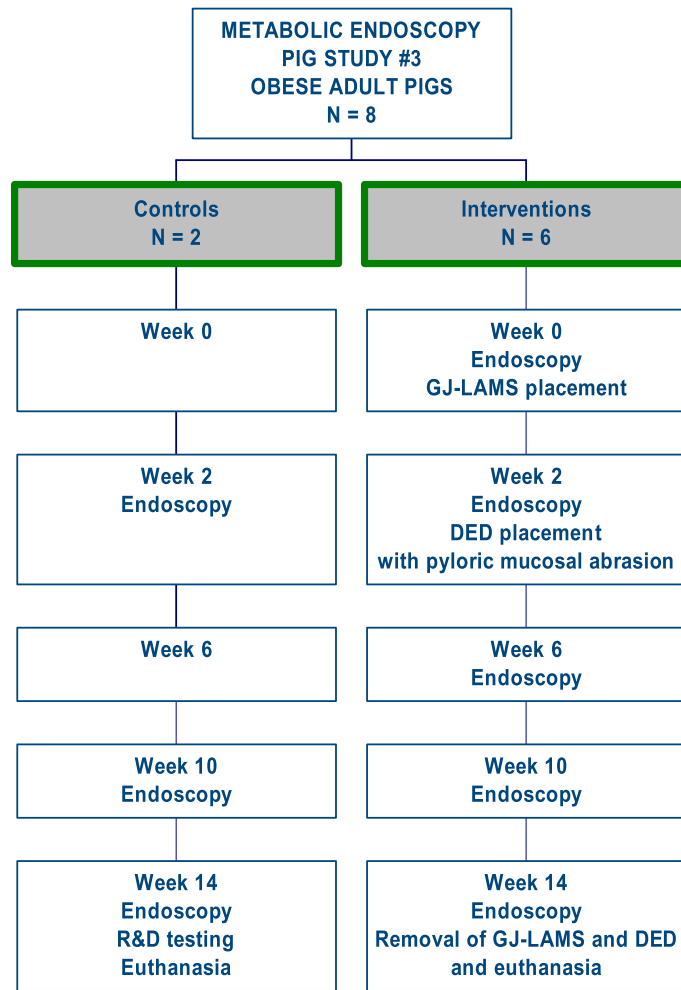 METABOLIC ENDOSCOPY
PIG STUDY #3
OBESE ADULT PIGS
N = 8
Controls
N = 2
Interventions
N = 6
Week 0
Week 0
Endoscopy
GJ-LAMS placement
Week 2
Endoscopy
Week 2
Endoscopy
DED placement
with pyloric mucosal abrasion
Week 6
Week 6
Endoscopy
Week 10
Endoscopy
Week 10
Endoscopy
Week 14
Endoscopy
R&D testing
Euthanasia
Week 14
Endoscopy
Removal of GJ-LAMS and DED
and euthanasia